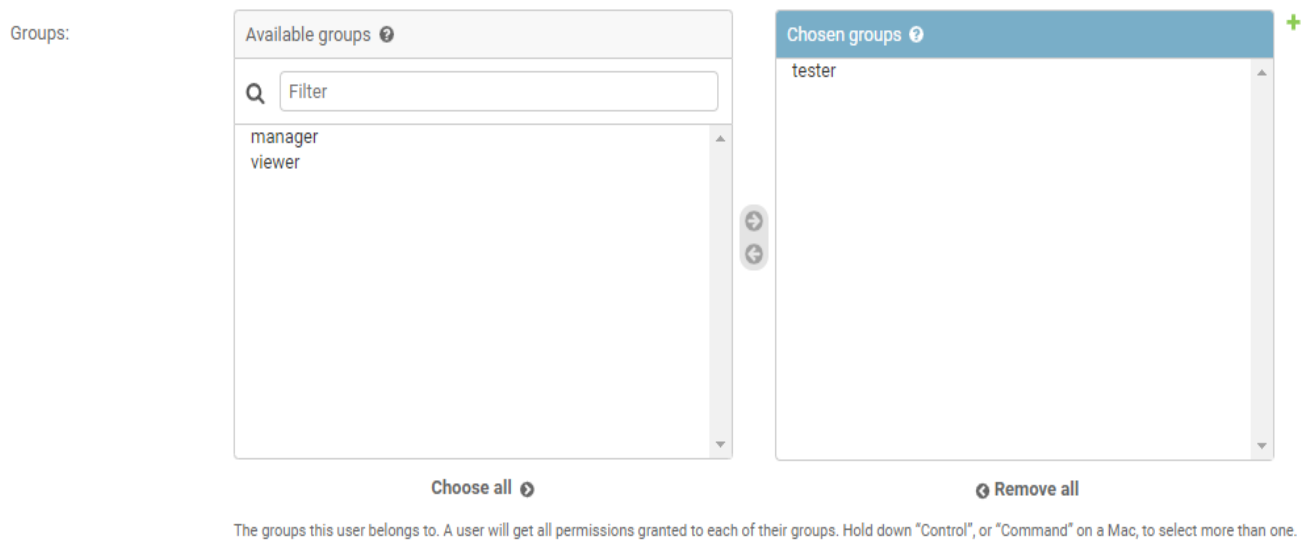 Groups:
Available groups
Chosen groups
Filter
tester
manager
viewer
Choose all
Remove all
The groups this user belongs to. A user will get all permissions granted to each of their groups. Hold down “Control”, or “Command” on a Mac, to select more than one.